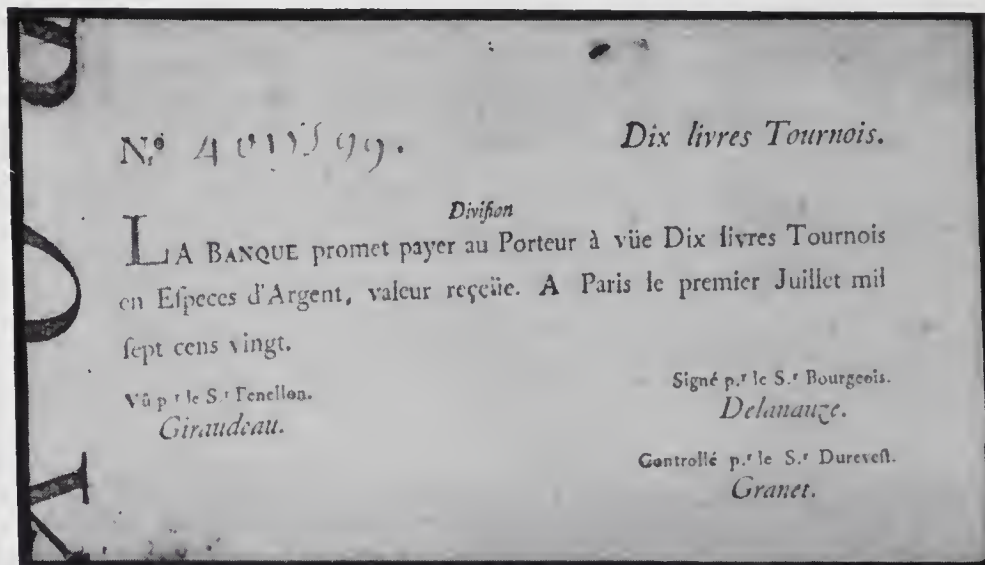 N.º Dix livres Tournois.
Diviſion
LA BANQUE promet payer au Porteur à vüe Dix livres Tournois
en Eſpeces d'Argent, valeur reçeüe. A Paris le premier Juillet mil
ſept cens vingt.
Vû p.r le S.r Fenellon.
Giraudeau.
Signé p.r le S.r Bourgeois.
Delanauze.
Controllé p.r le S.r Dureveſt.
Granet.